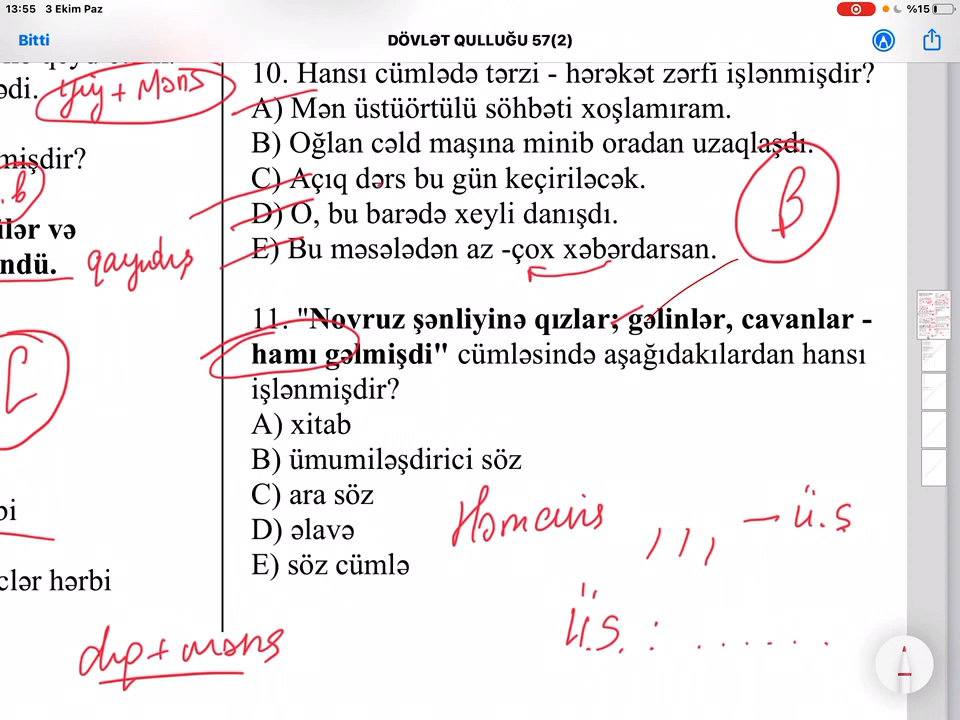 13:55 3 Ekim Paz
%15
Bitti
DÖVLƏT QULLUĞU 57(2)
ədi.
yiy + Məns
mişdir?
ilər və
ndü.
qayıdış
bi
clər hərbi
10. Hansı cümlədə tərzi - hərəkət zərfi işlənmişdir?
A) Mən üstüörtülü söhbəti xoşlamıram.
B) Oğlan cəld maşına minib oradan uzaqlaşdı.
C) Açıq dərs bu gün keçiriləcək.
D) O, bu barədə xeyli danışdı.
E) Bu məsələdən az -çox xəbərdarsan.
B
11. "Novruz şənliyinə qızlar; gəlinlər, cavanlar -
hamı gəlmişdi" cümləsində aşağıdakılardan hansı
işlənmişdir?
A) xitab
B) ümumiləşdirici söz
C) ara söz
D) əlavə
E) söz cümlə
Həmcins , , , – ü.s
Ü.S. : ......